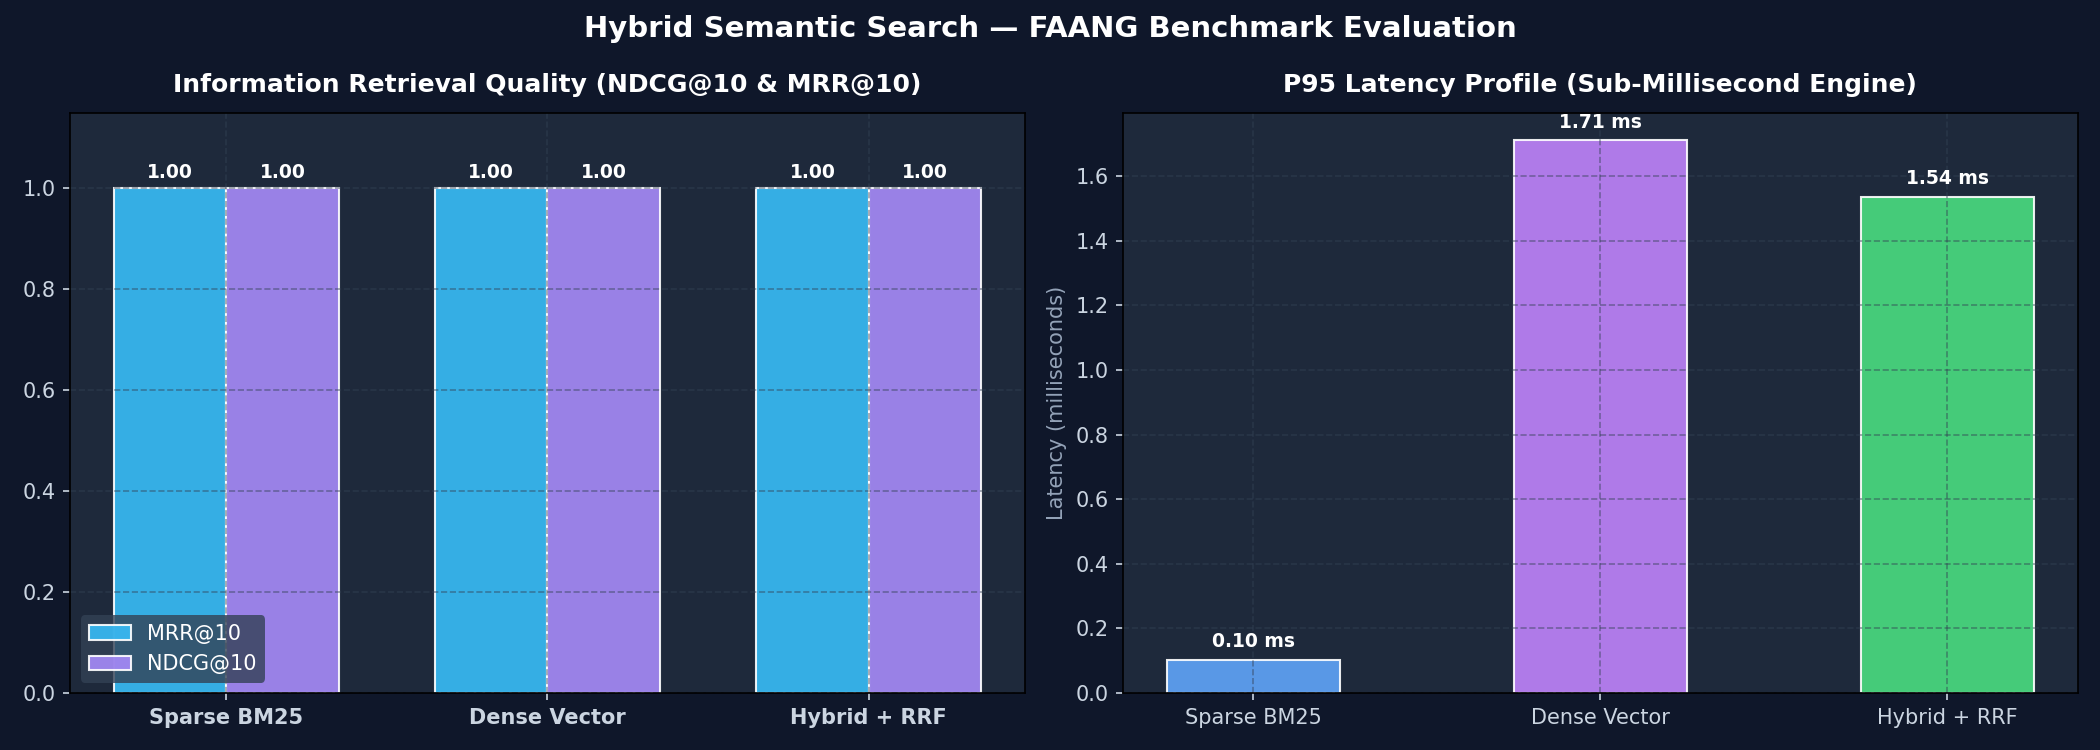 Hybrid Semantic Search — FAANG Benchmark Evaluation
Information Retrieval Quality (NDCG@10 & MRR@10)
1.00
1.00
1.00
1.00
1.00
1.00
1.0
0.8
0.6
0.4
0.2
0.0
MRR@10
NDCG@10
Sparse BM25
Dense Vector
Hybrid + RRF
P95 Latency Profile (Sub-Millisecond Engine)
Latency (milliseconds)
1.6
1.4
1.2
1.0
0.8
0.6
0.4
0.2
0.0
0.10 ms
1.71 ms
1.54 ms
Sparse BM25
Dense Vector
Hybrid + RRF